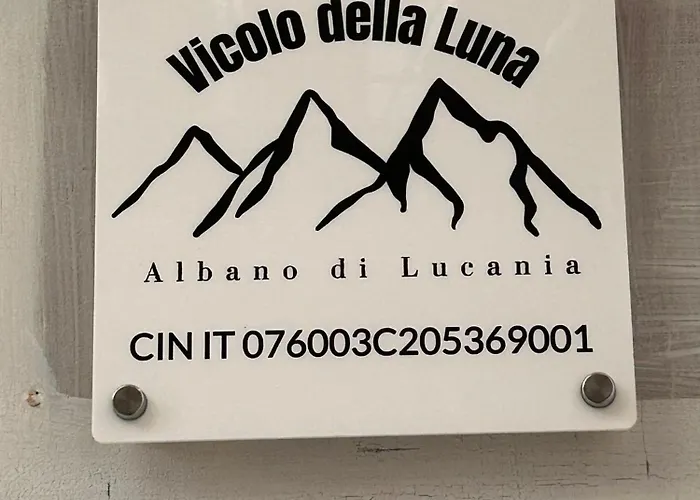 Vicolo della Luna
Albano di Lucania
CIN IT 076003C205369001